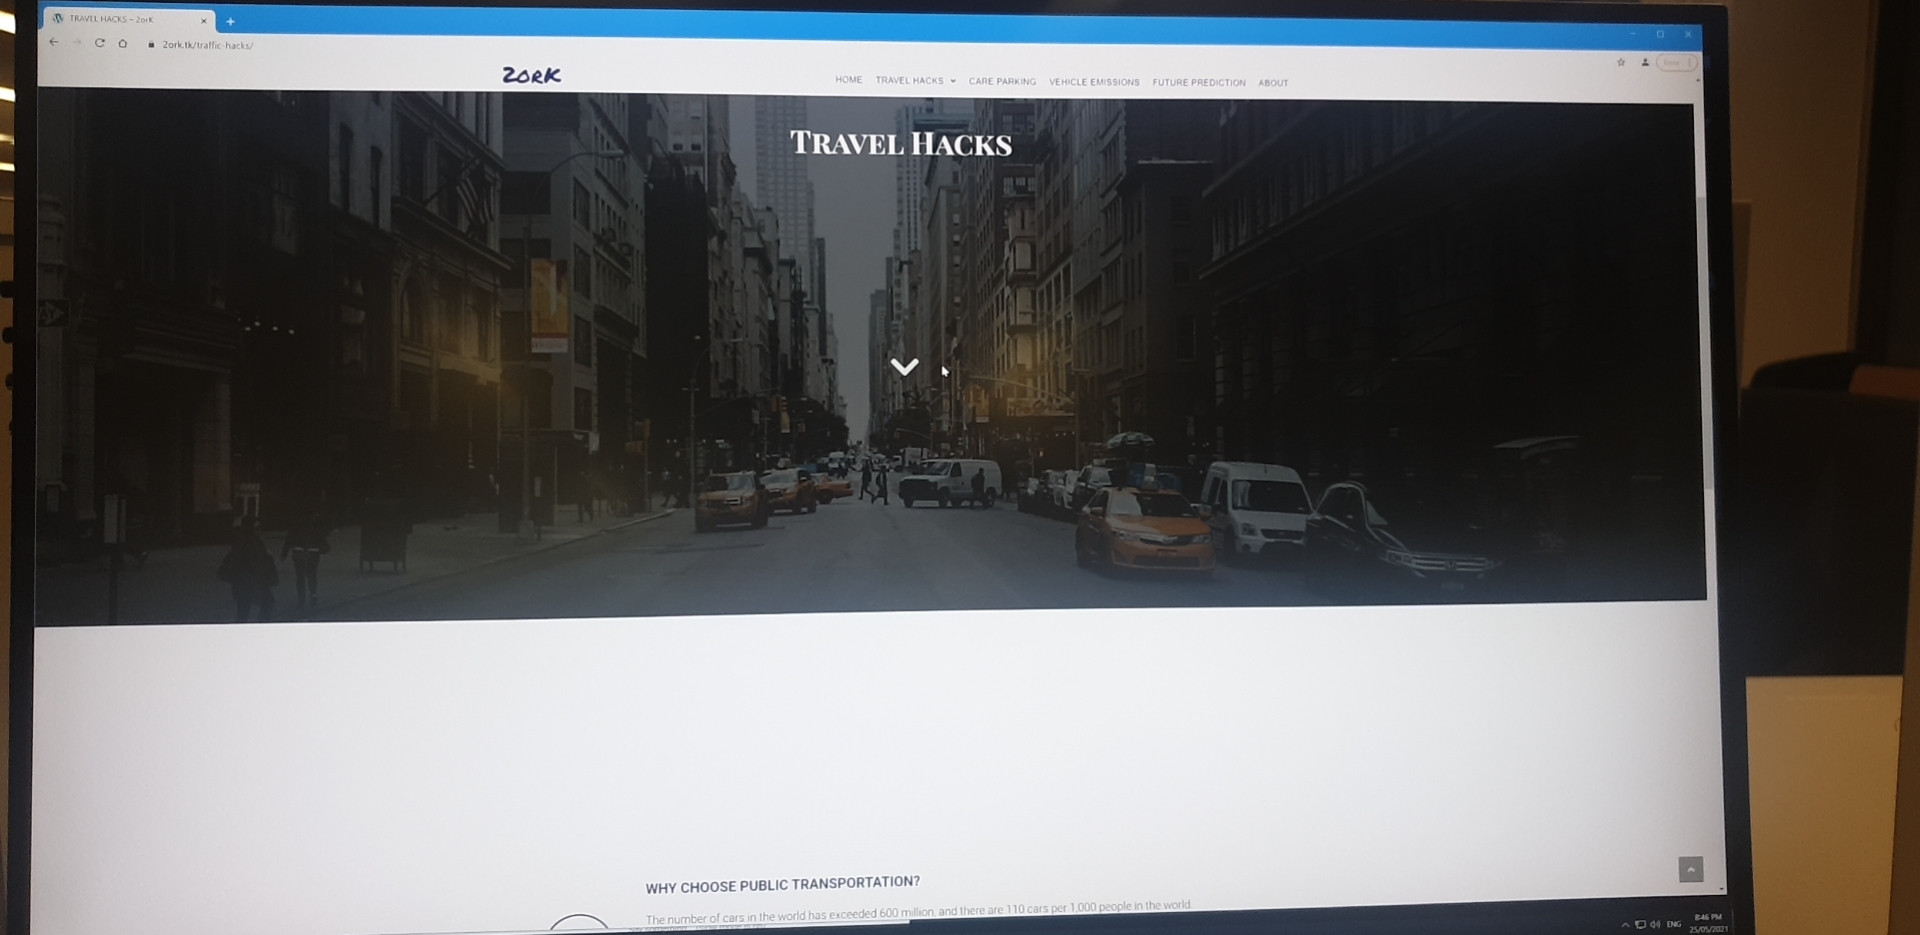 TRAVEL HACKS – 2orK
2ork.tk/traffic-hacks/
2ORK
HOME TRAVEL HACKS CARE PARKING VEHICLE EMISSIONS FUTURE PREDICTION ABOUT
TRAVEL HACKS
WHY CHOOSE PUBLIC TRANSPORTATION?
The number of cars in the world has exceeded 600 million, and there are 110 cars per 1,000 people in the world.
ENG
8:46 PM
25/05/2021